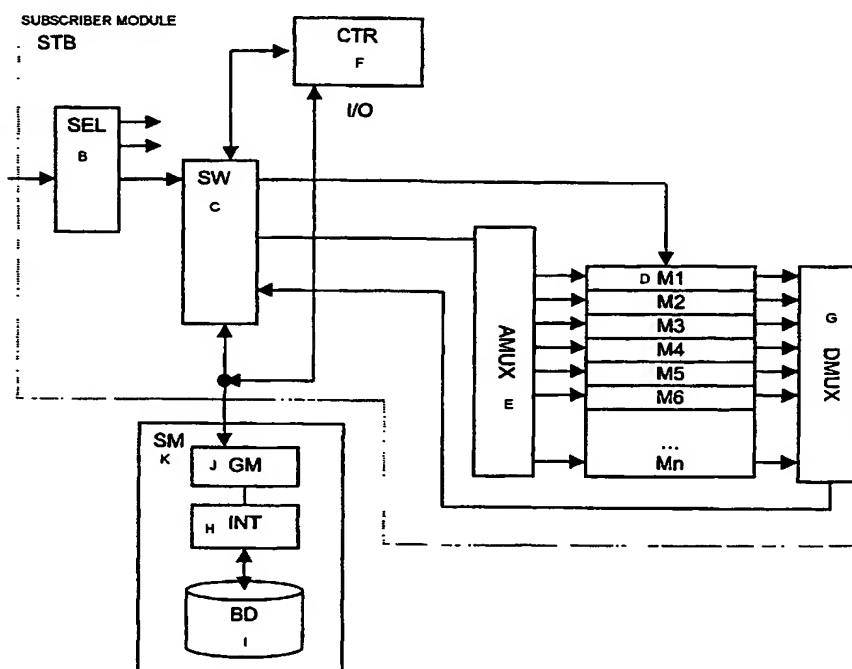 SUBSCRIBER MODULE
STB
CTR
F
I/O
SEL
B
SW
C
AMUX
E
D M1
M2
M3
M4
M5
M6
...
Mn
G
DMUX
SM
K
J GM
H INT
BD
I